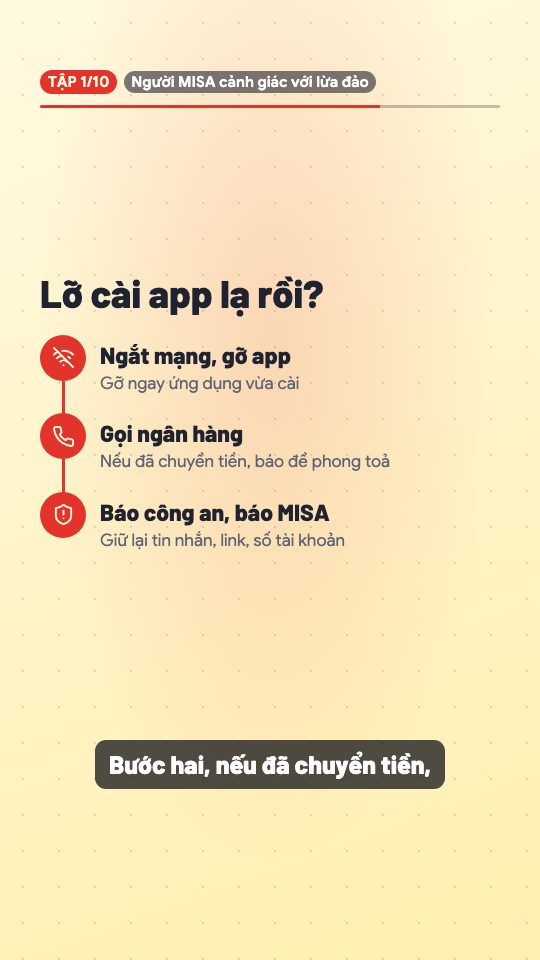 TẬP 1/10 Người MISA cảnh giác với lừa đảo
Lỡ cài app lạ rồi?
Ngắt mạng, gỡ app
Gỡ ngay ứng dụng vừa cài
Gọi ngân hàng
Nếu đã chuyển tiền, báo để phong toả
Báo công an, báo MISA
Giữ lại tin nhắn, link, số tài khoản
Bước hai, nếu đã chuyển tiền,